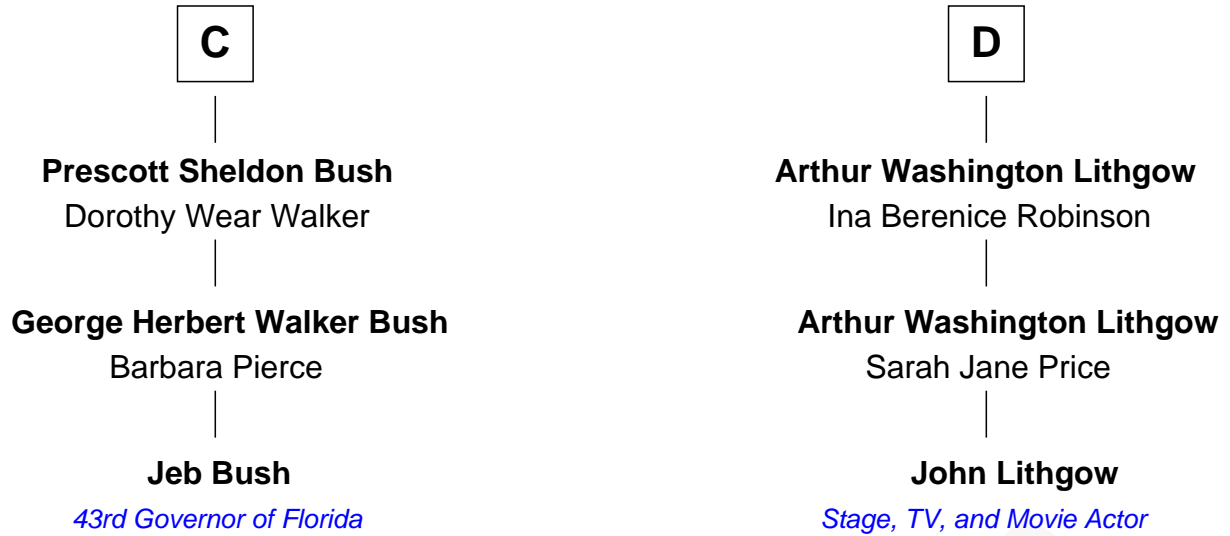 C
D
Prescott Sheldon Bush
Arthur Washington Lithgow
Dorothy Wear Walker
Ina Berenice Robinson
George Herbert Walker Bush
Arthur Washington Lithgow
Barbara Pierce
Sarah Jane Price
Jeb Bush
John Lithgow
43rd Governor of Florida
Stage, TV, and Movie Actor